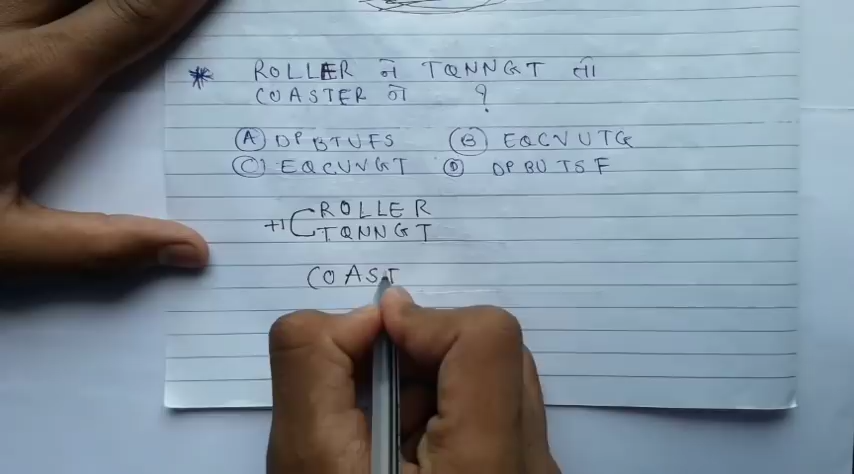 * ROLLER ને TQNNGT તો
COASTER ને ?
(A) DPBTUFS (B) EQCVUTG
(C) EQCUVGT (D) DPBUTSF
ROLLER
+1 TQNNGT
COAST